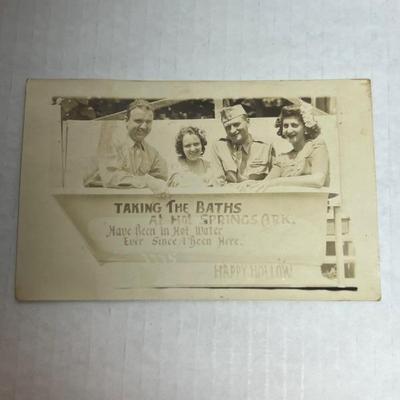 TAKING THE BATHS
AT HOT SPRINGS ARK.
Have Been in Hot Water
Ever Since I Been Here.
HAPPY HOLLOW